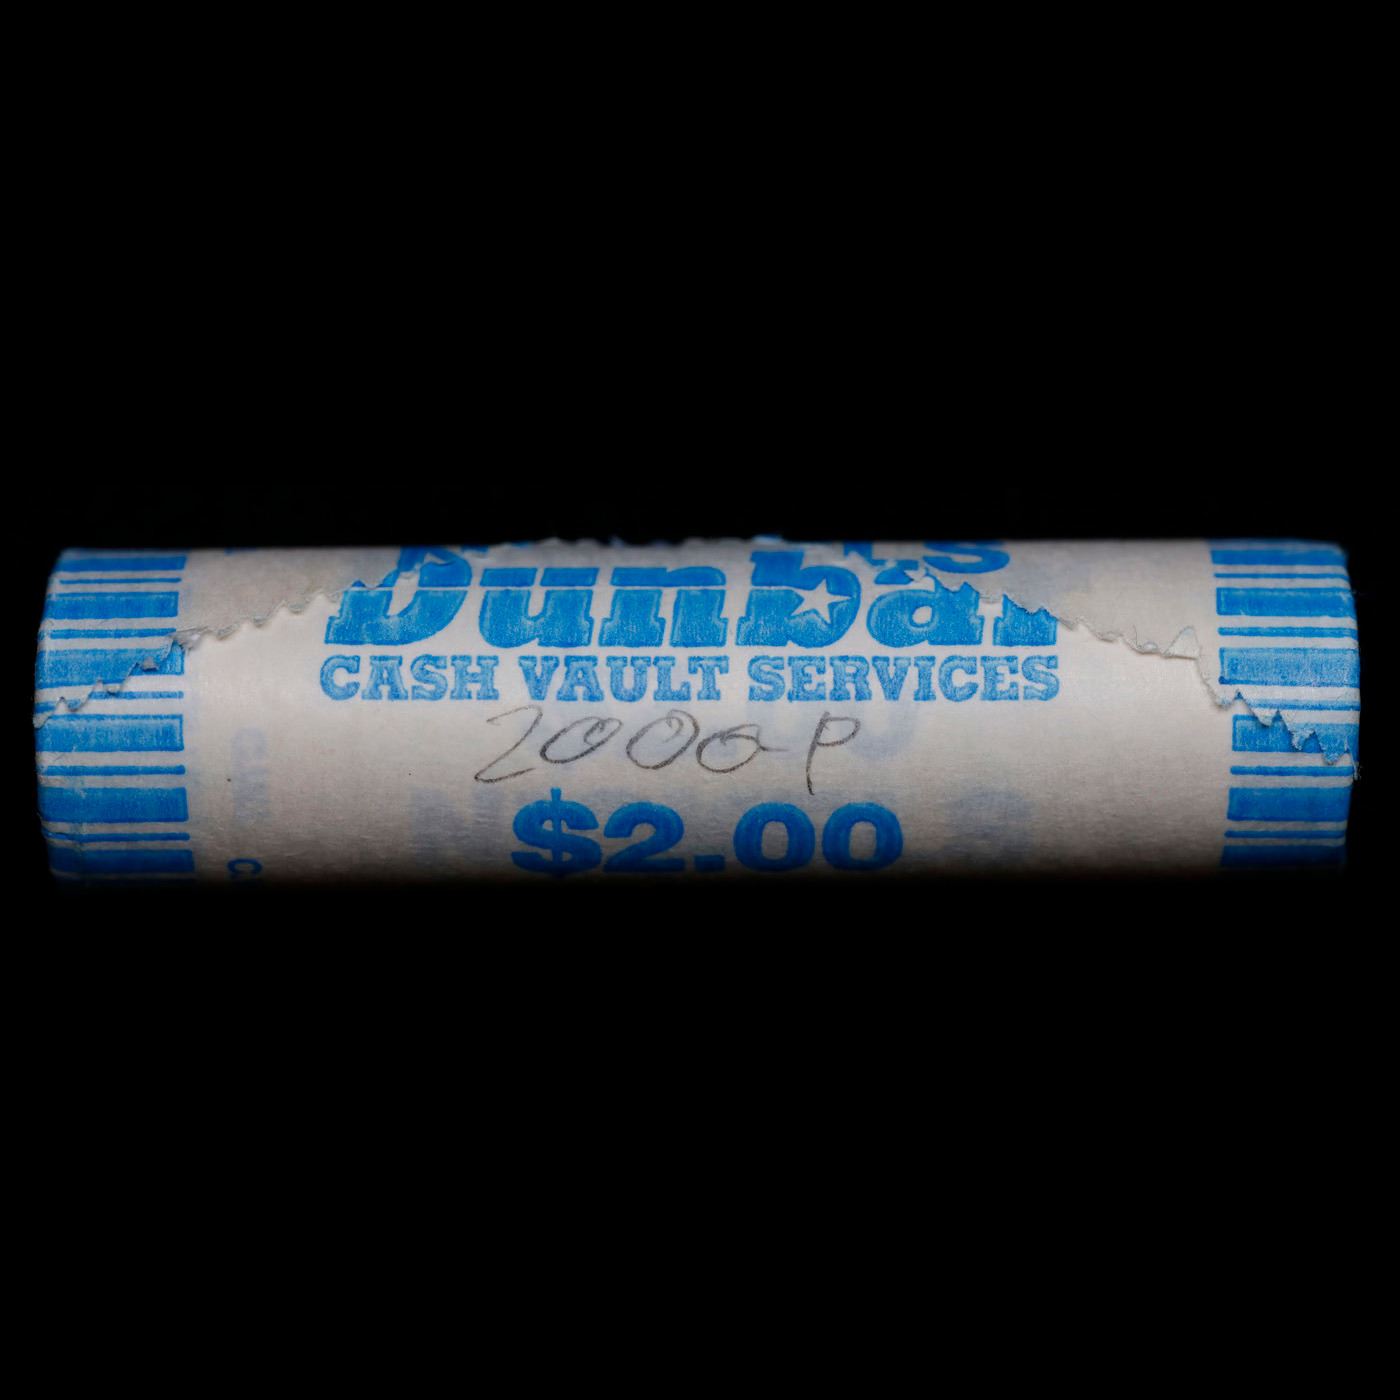 Dunbar
CASH VAULT SERVICES
2000 P
$2.00